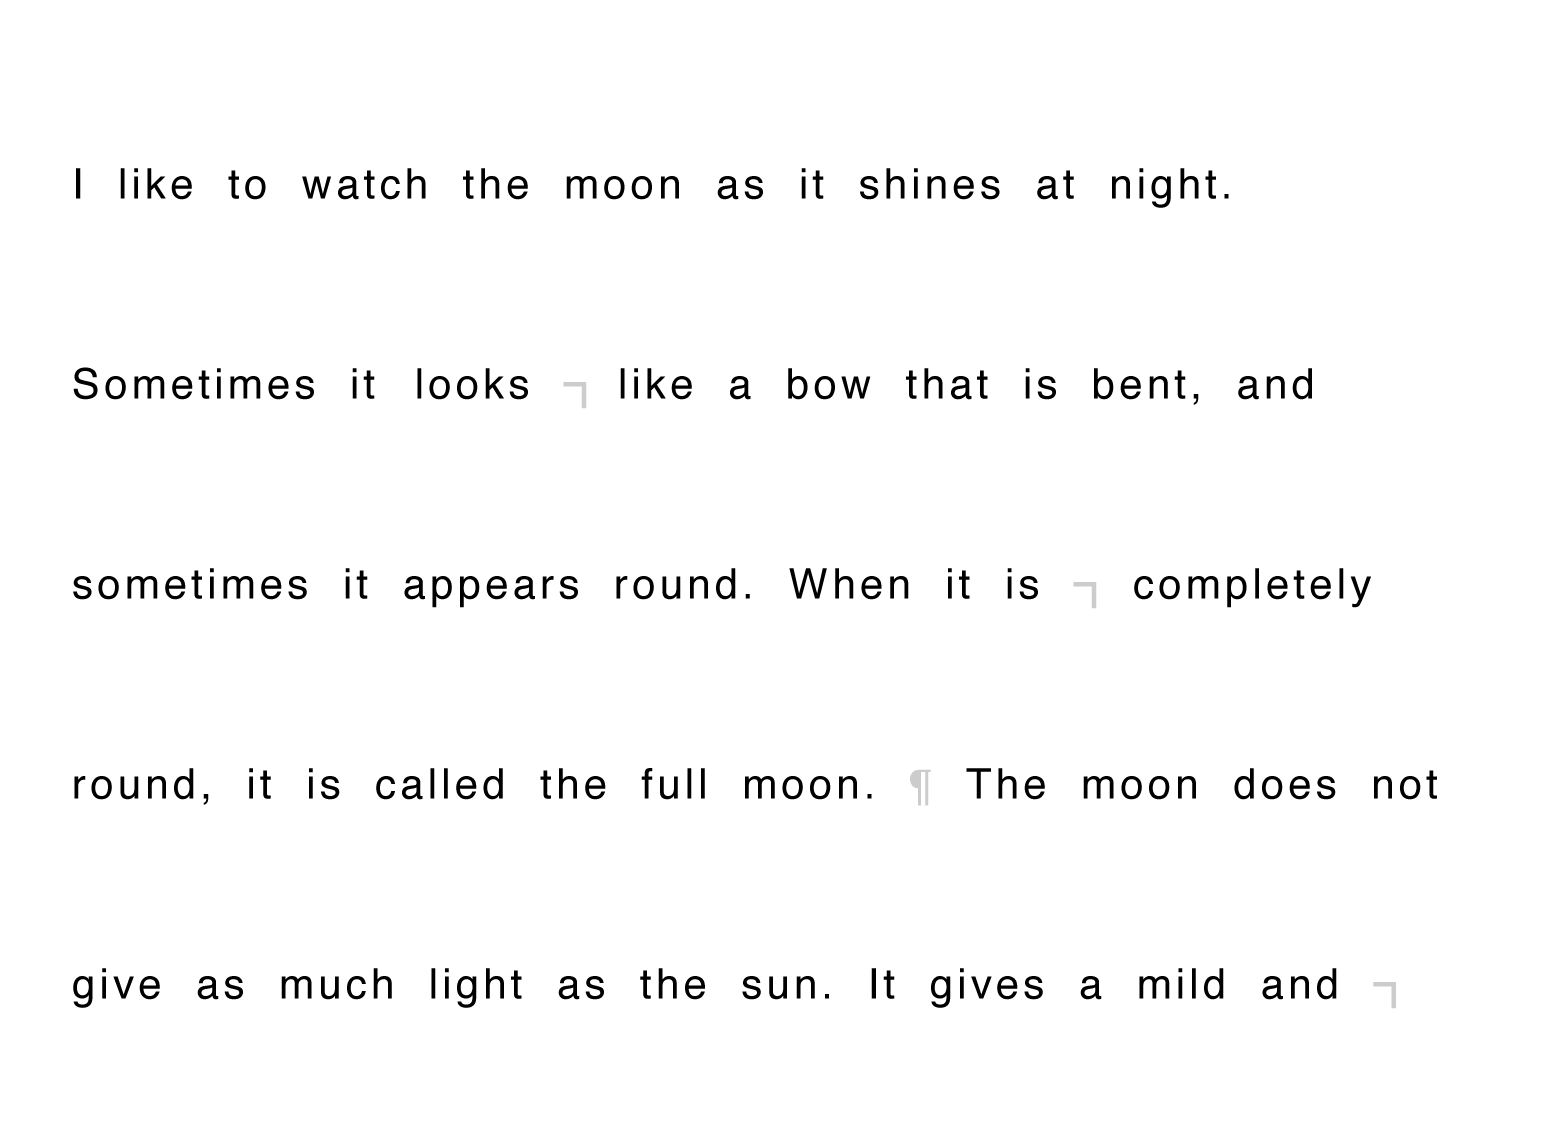 I like to watch the moon as it shines at night.
Sometimes it looks ¬ like a bow that is bent, and
sometimes it appears round. When it is ¬ completely
round, it is called the full moon. ¶ The moon does not
give as much light as the sun. It gives a mild and ¬